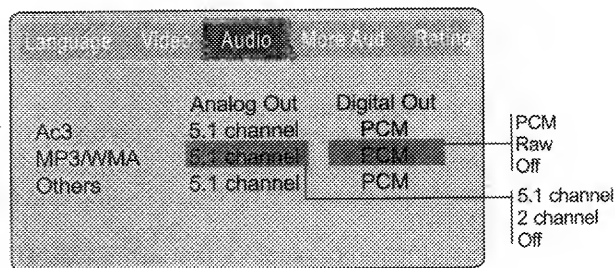 Language Video Audio More Aud Rating
Analog Out Digital Out
Ac3 5.1 channel PCM
MP3/WMA 5.1 channel PCM
Others 5.1 channel PCM
PCM
Raw
Off
5.1 channel
2 channel
Off